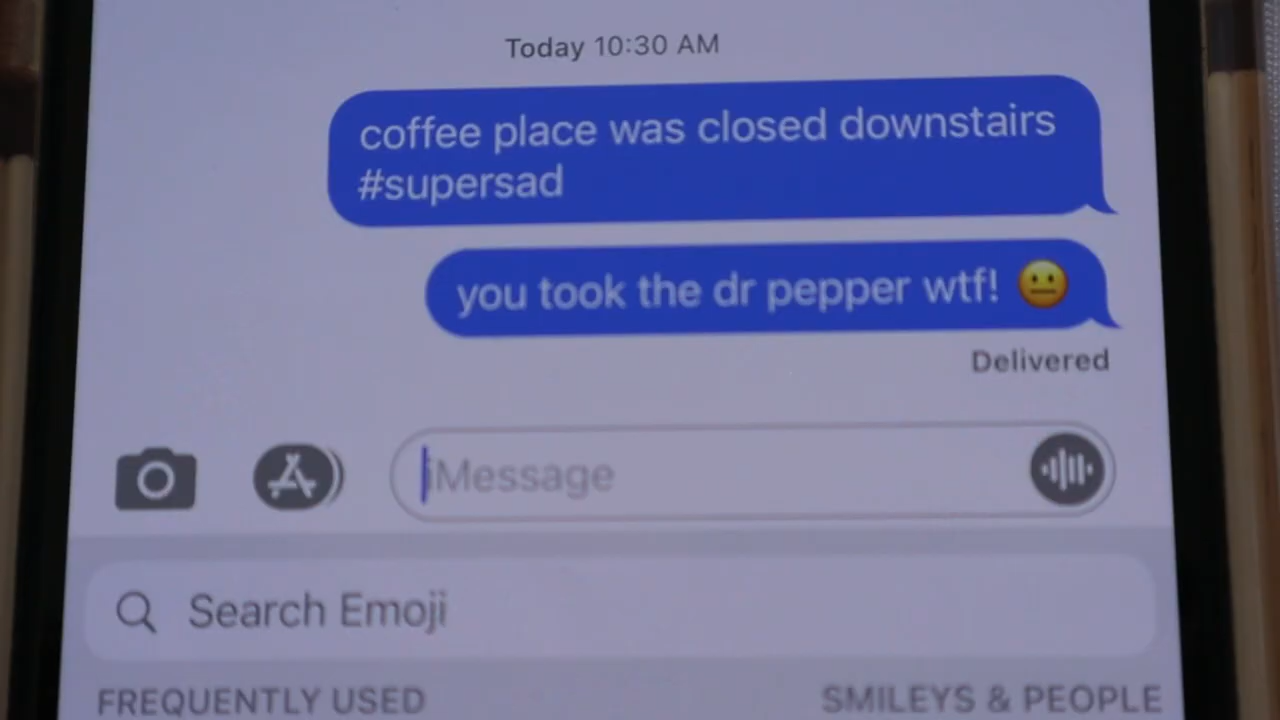 Today 10:30 AM
coffee place was closed downstairs
#supersad
you took the dr pepper wtf! 😐
Delivered
iMessage
Search Emoji
FREQUENTLY USED SMILEYS & PEOPLE